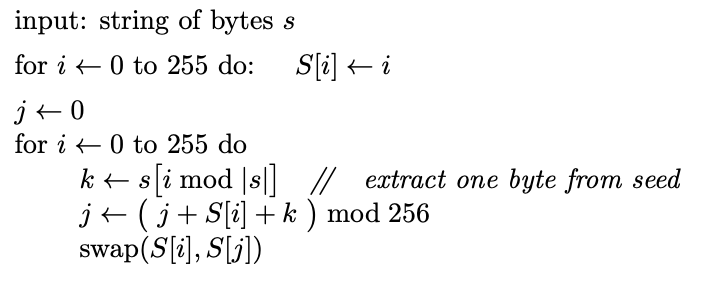 input: string of bytes s
for i ← 0 to 255 do: S[i] ← i
j ← 0
for i ← 0 to 255 do
k ← s[i mod |s|] // extract one byte from seed
j ← ( j + S[i] + k ) mod 256
swap(S[i], S[j])